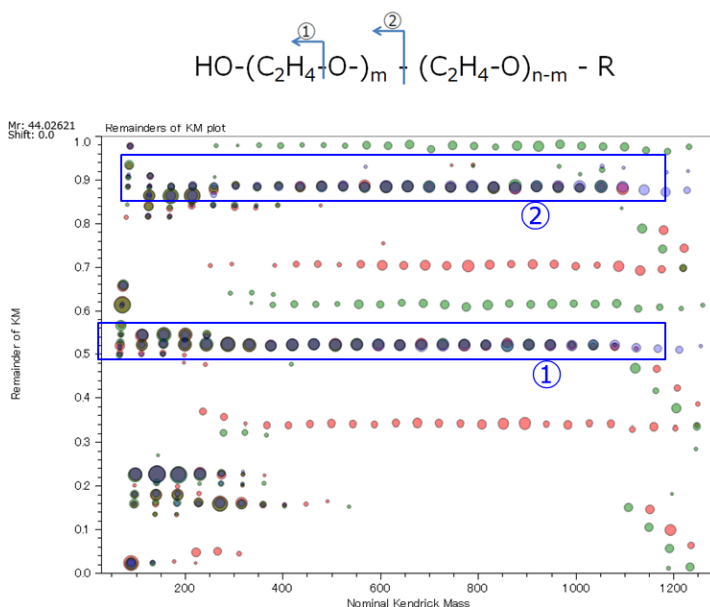 ① ②
HO-(C₂H₄-O-)ₘ - (C₂H₄-O)ₙ₋ₘ - R
Mr: 44.02621
Shift: 0.0
Remainders of KM plot
1.0
0.9
0.8
0.7
0.6
0.5
0.4
0.3
0.2
0.1
0.0
②
①
Remainder of KM
200 400 600 800 1000 1200
Nominal Kendrick Mass